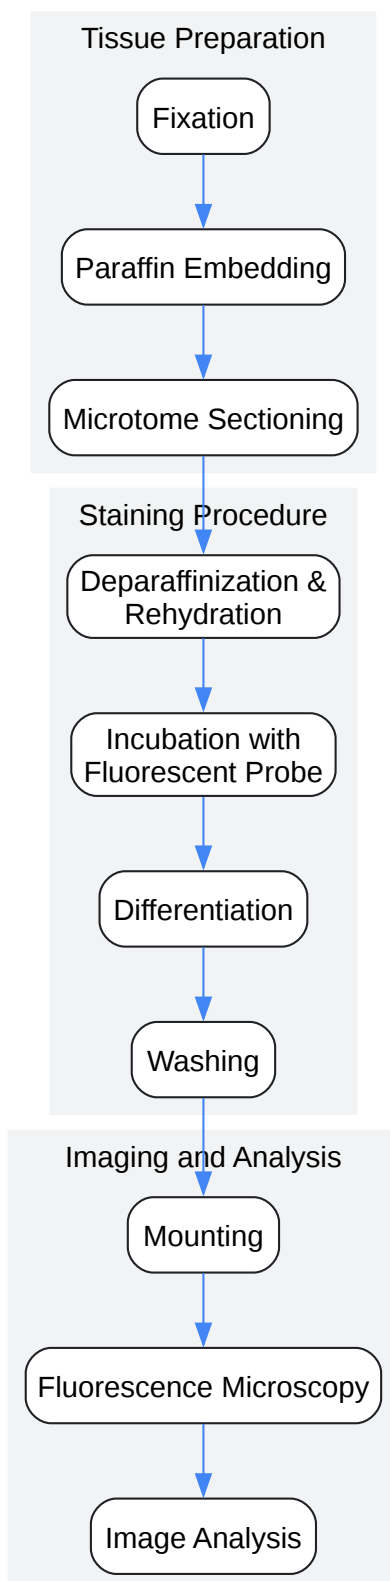 Tissue Preparation
Fixation
Paraffin Embedding
Microtome Sectioning
Staining Procedure
Deparaffinization &
Rehydration
Incubation with
Fluorescent Probe
Differentiation
Washing
Imaging and Analysis
Mounting
Fluorescence Microscopy
Image Analysis